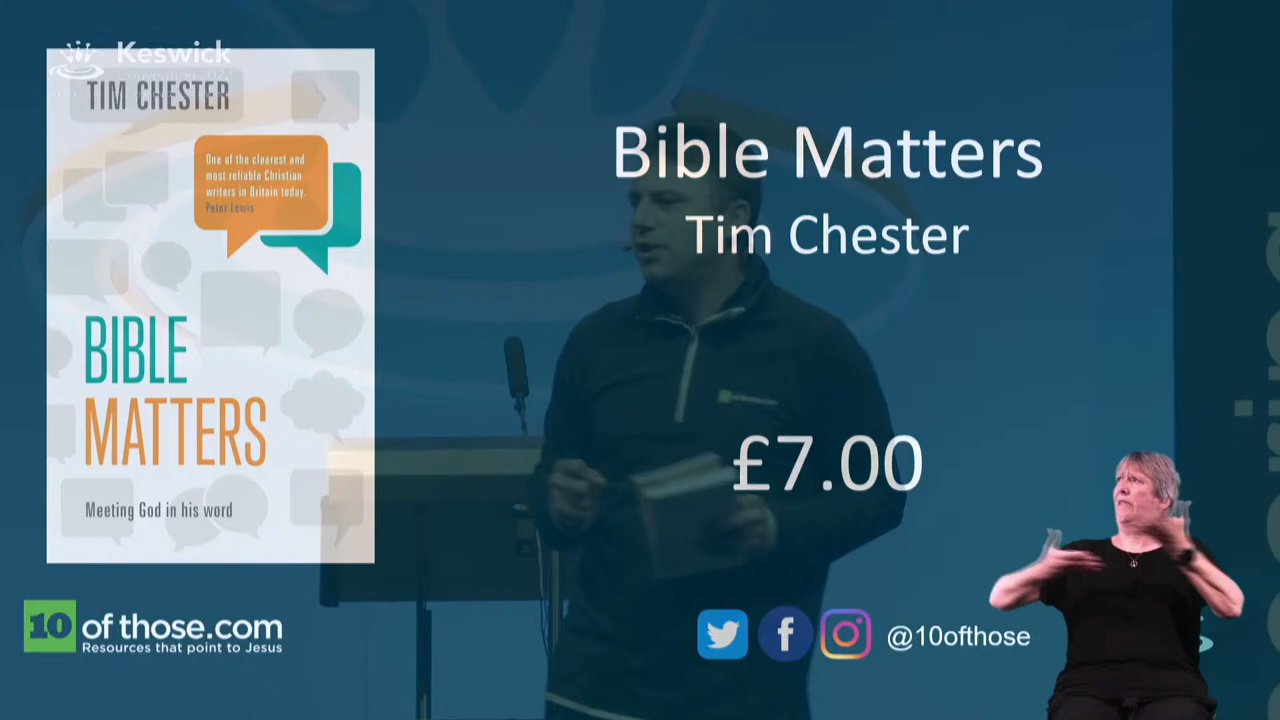 Keswick
TIM CHESTER
One of the clearest and
most reliable Christian
writers in Britain today.
Peter Lewis
BIBLE
MATTERS
Meeting God in his word
Bible Matters
Tim Chester
£7.00
10 of those.com
Resources that point to Jesus
@10ofthose